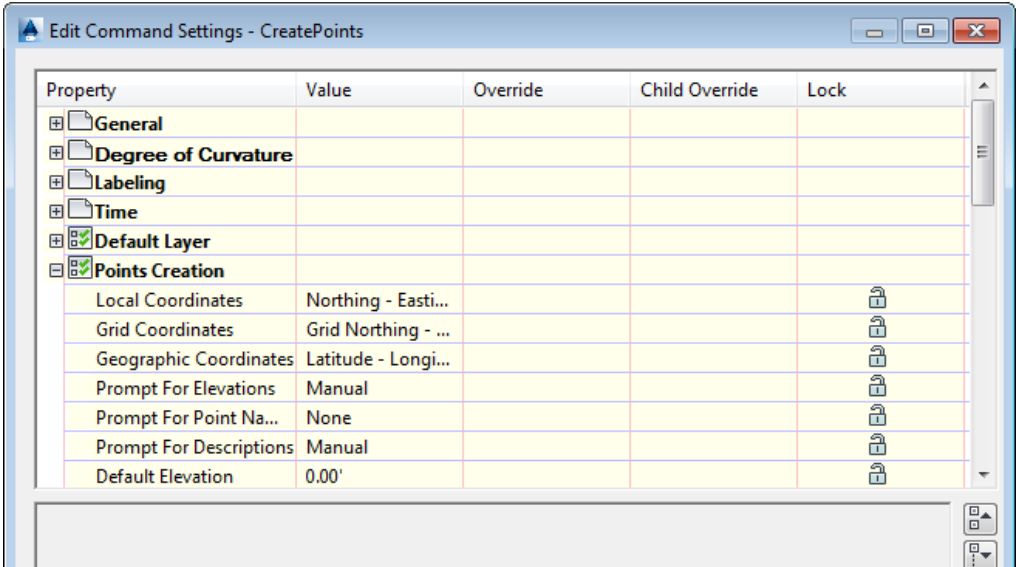 Edit Command Settings - CreatePoints
Property Value Override Child Override Lock
General
Degree of Curvature
Labeling
Time
Default Layer
Points Creation
Local Coordinates Northing - Easti...
Grid Coordinates Grid Northing - ...
Geographic Coordinates Latitude - Longi...
Prompt For Elevations Manual
Prompt For Point Na... None
Prompt For Descriptions Manual
Default Elevation 0.00'